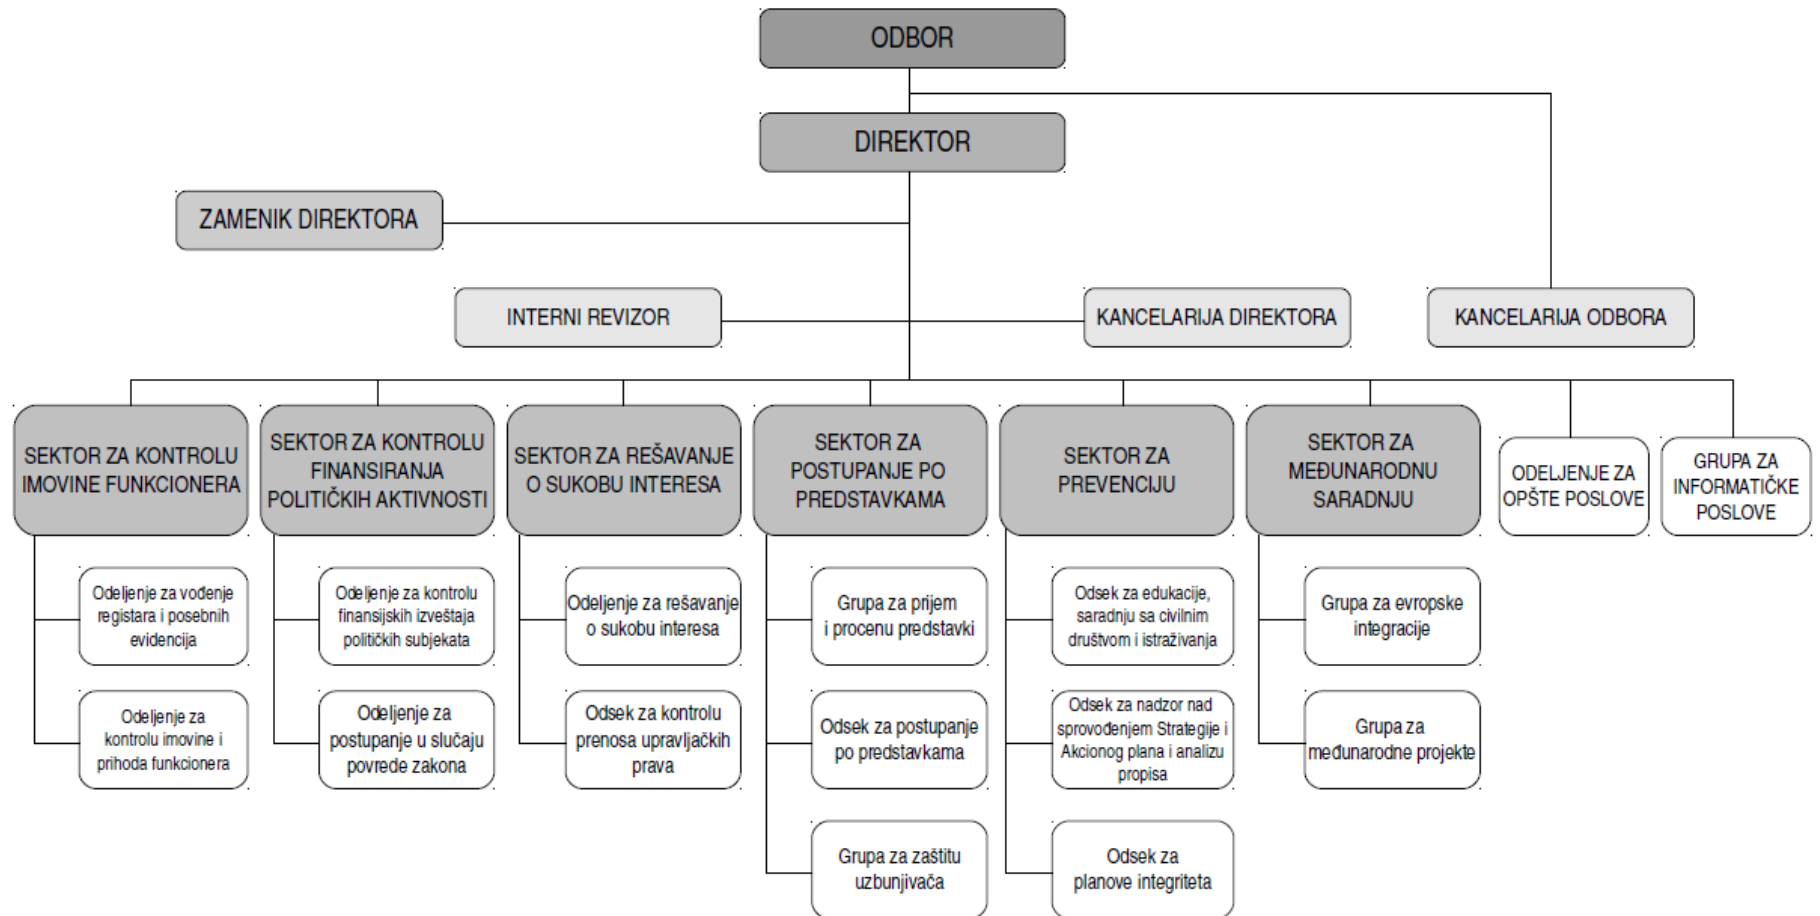 ODBOR
DIREKTOR
ZAMENIK DIREKTORA
INTERNI REVIZOR
KANCELARIJA DIREKTORA
KANCELARIJA ODBORA
SEKTOR ZA KONTROLU
IMOVINE FUNKCIONERA
SEKTOR ZA KONTROLU
FINANSIRANJA
POLITIČKIH AKTIVNOSTI
SEKTOR ZA REŠAVANJE
O SUKOBU INTERESA
SEKTOR ZA
POSTUPANJE PO
PREDSTAVKAMA
SEKTOR ZA
PREVENCIJU
SEKTOR ZA
MEĐUNARODNU
SARADNJU
ODELJENJE ZA
OPŠTE POSLOVE
GRUPA ZA
INFORMATIČKE
POSLOVE
Odeljenje za vođenje
registara i posebnih
evidencija
Odeljenje za kontrolu
finansijskih izveštaja
političkih subjekata
Odeljenje za rešavanje
o sukobu interesa
Grupa za prijem
i procenu predstavki
Odsek za edukacije,
saradnju sa civilnim
društvom i istraživanja
Grupa za evropske
integracije
Odeljenje za
kontrolu imovine i
prihoda funkcionera
Odeljenje za
postupanje u slučaju
povrede zakona
Odsek za kontrolu
prenosa upravljačkih
prava
Odsek za postupanje
po predstavkama
Odsek za nadzor nad
sprovođenjem Strategije i
Akcionog plana i analizu
propisa
Grupa za
međunarodne projekte
Grupa za zaštitu
uzbunjivača
Odsek za
planove integriteta